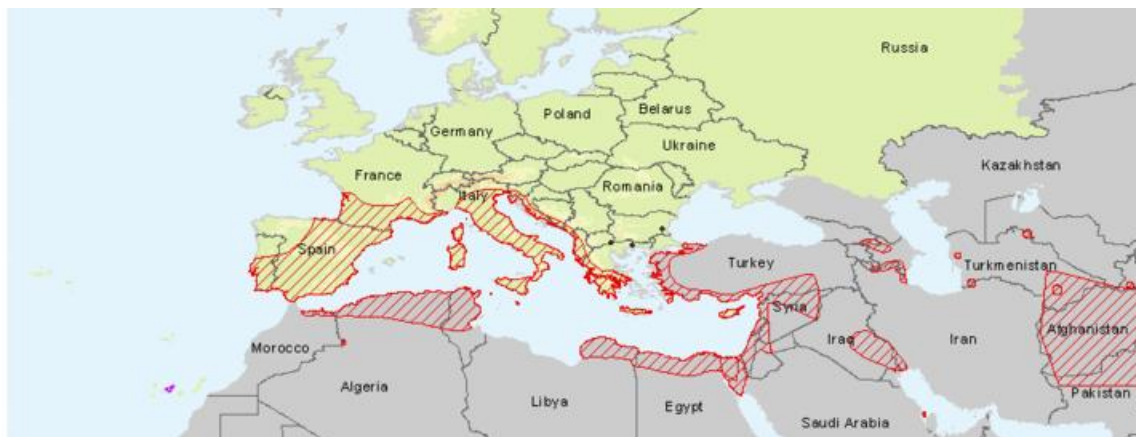 Russia
Poland
Belarus
Germany
Ukraine
Kazakhstan
France
Romania
Italy
Spain
Turkey
Turkmenistan
Syria
Afghanistan
Iraq
Iran
Morocco
Algeria
Pakistan
Libya
Egypt
Saudi Arabia